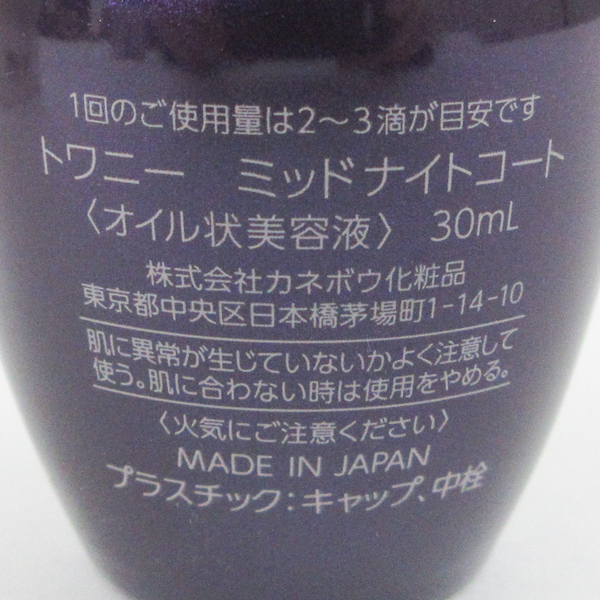 1回のご使用量は2～3滴が目安です
トワニー　ミッドナイトコート
〈オイル状美容液〉 30mL
株式会社カネボウ化粧品
東京都中央区日本橋茅場町1-14-10
肌に異常が生じていないかよく注意して
使う。肌に合わない時は使用をやめる。
〈火気にご注意ください〉
MADE IN JAPAN
プラスチック：キャップ、中栓